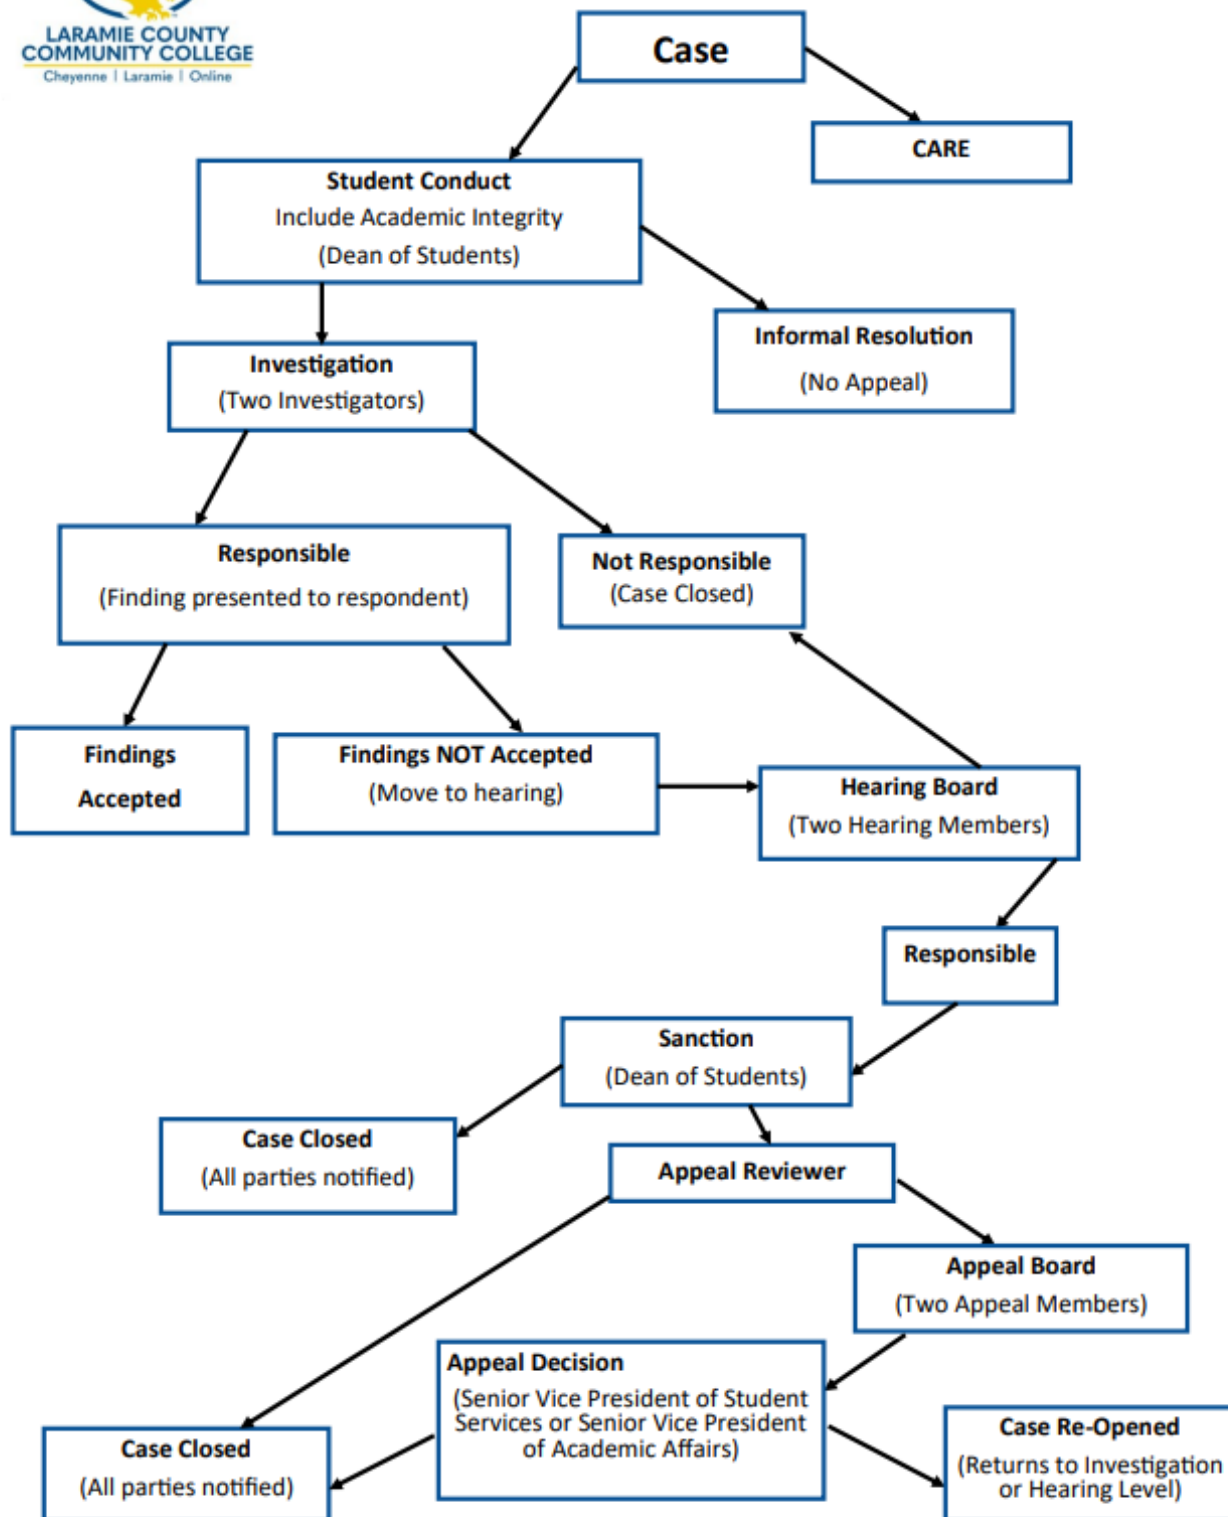 LARAMIE COUNTY
COMMUNITY COLLEGE
Cheyenne | Laramie | Online
Case
CARE
Student Conduct
Include Academic Integrity
(Dean of Students)
Informal Resolution
(No Appeal)
Investigation
(Two Investigators)
Responsible
(Finding presented to respondent)
Not Responsible
(Case Closed)
Findings
Accepted
Findings NOT Accepted
(Move to hearing)
Hearing Board
(Two Hearing Members)
Responsible
Sanction
(Dean of Students)
Case Closed
(All parties notified)
Appeal Reviewer
Appeal Board
(Two Appeal Members)
Appeal Decision
(Senior Vice President of Student
Services or Senior Vice President
of Academic Affairs)
Case Closed
(All parties notified)
Case Re-Opened
(Returns to Investigation
or Hearing Level)